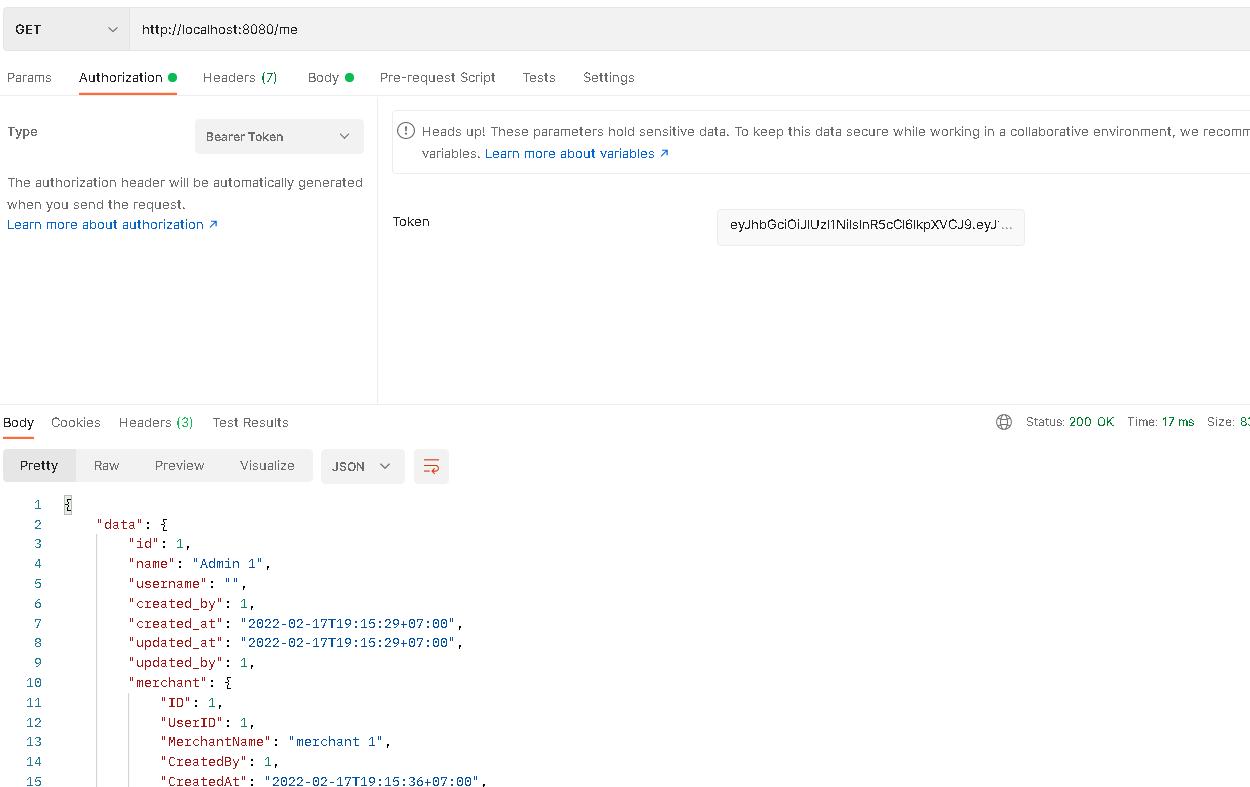 GET http://localhost:8080/me
Params Authorization Headers (7) Body Pre-request Script Tests Settings
Type Bearer Token
The authorization header will be automatically generated
when you send the request.
Learn more about authorization ↗
Heads up! These parameters hold sensitive data. To keep this data secure while working in a collaborative environment, we recomm
variables. Learn more about variables ↗
Token eyJhbGciOiJIUzI1NiIsInR5cCI6IkpXVCJ9.eyJ...
Body Cookies Headers (3) Test Results Status: 200 OK Time: 17 ms Size: 83
Pretty Raw Preview Visualize JSON
1 {
2 "data": {
3 "id": 1,
4 "name": "Admin 1",
5 "username": "",
6 "created_by": 1,
7 "created_at": "2022-02-17T19:15:29+07:00",
8 "updated_at": "2022-02-17T19:15:29+07:00",
9 "updated_by": 1,
10 "merchant": {
11 "ID": 1,
12 "UserID": 1,
13 "MerchantName": "merchant 1",
14 "CreatedBy": 1,
15 "CreatedAt": "2022-02-17T19:15:36+07:00",